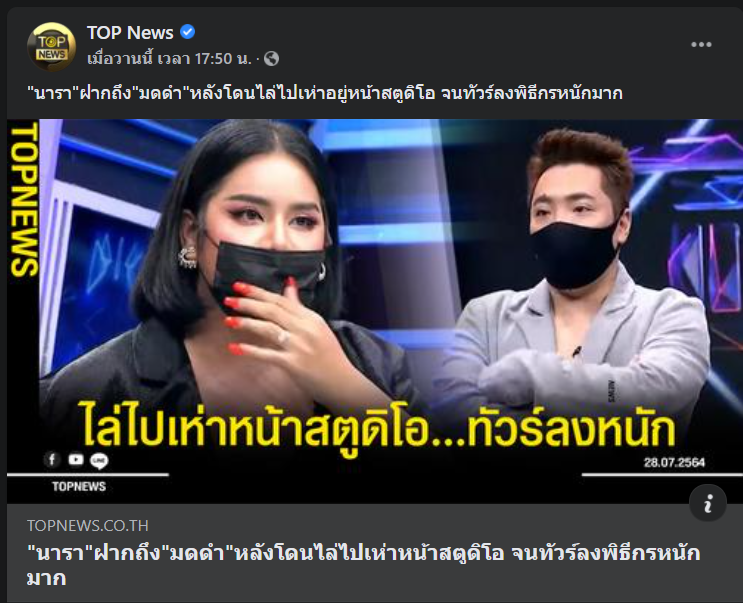 TOP News
เมื่อวานนี้ เวลา 17:50 น. ·
"นารา"ฝากถึง"มดดำ"หลังโดนไล่ไปเห่าอยู่หน้าสตูดิโอ จนทัวร์ลงพิธีกรหนักมาก
TOP
NEWS
TOPNEWS
ไล่ไปเห่าหน้าสตูดิโอ...ทัวร์ลงหนัก
NEWS
LINE
28.07.2564
TOPNEWS
TOPNEWS.CO.TH
"นารา"ฝากถึง"มดดำ"หลังโดนไล่ไปเห่าหน้าสตูดิโอ จนทัวร์ลงพิธีกรหนัก
มาก